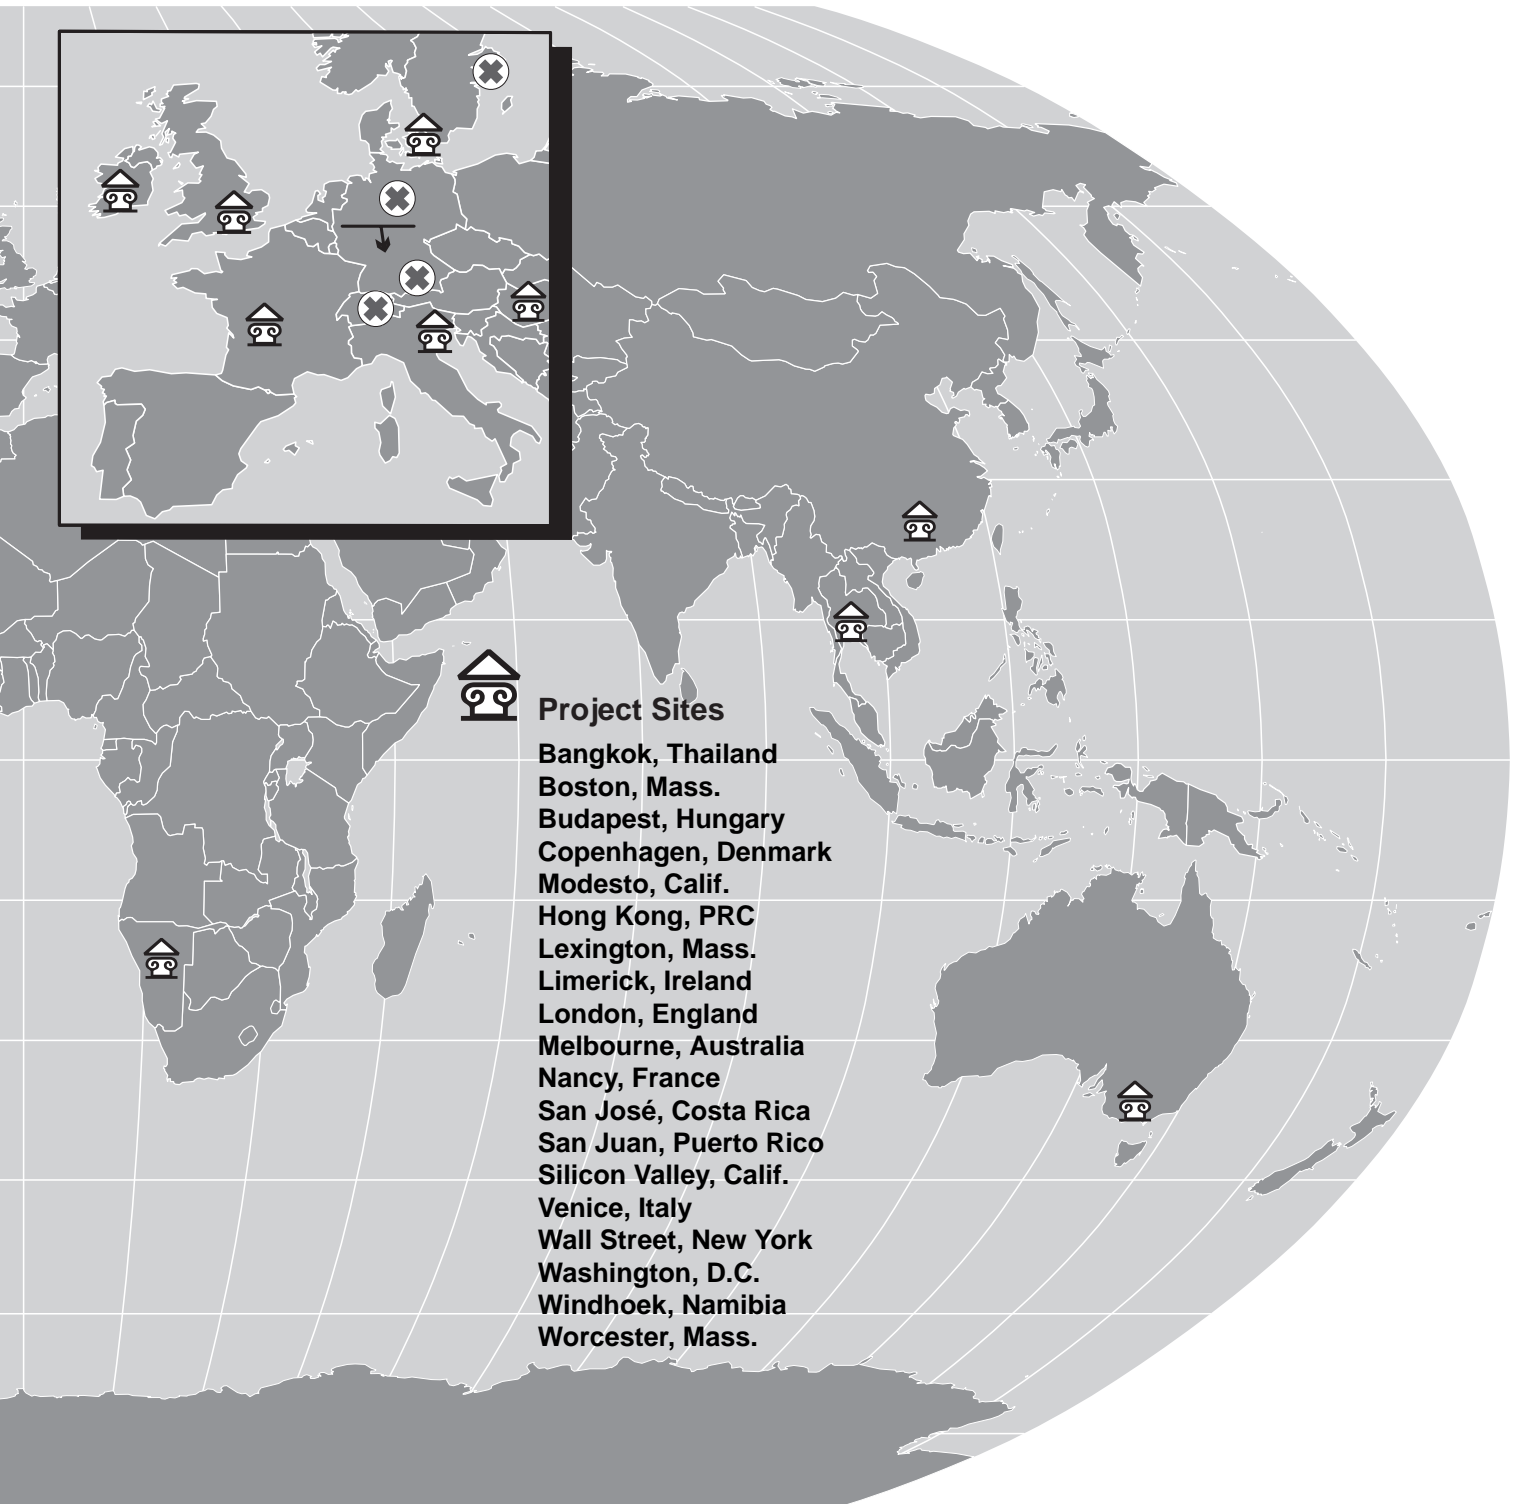 Project Sites
Bangkok, Thailand
Boston, Mass.
Budapest, Hungary
Copenhagen, Denmark
Modesto, Calif.
Hong Kong, PRC
Lexington, Mass.
Limerick, Ireland
London, England
Melbourne, Australia
Nancy, France
San José, Costa Rica
San Juan, Puerto Rico
Silicon Valley, Calif.
Venice, Italy
Wall Street, New York
Washington, D.C.
Windhoek, Namibia
Worcester, Mass.